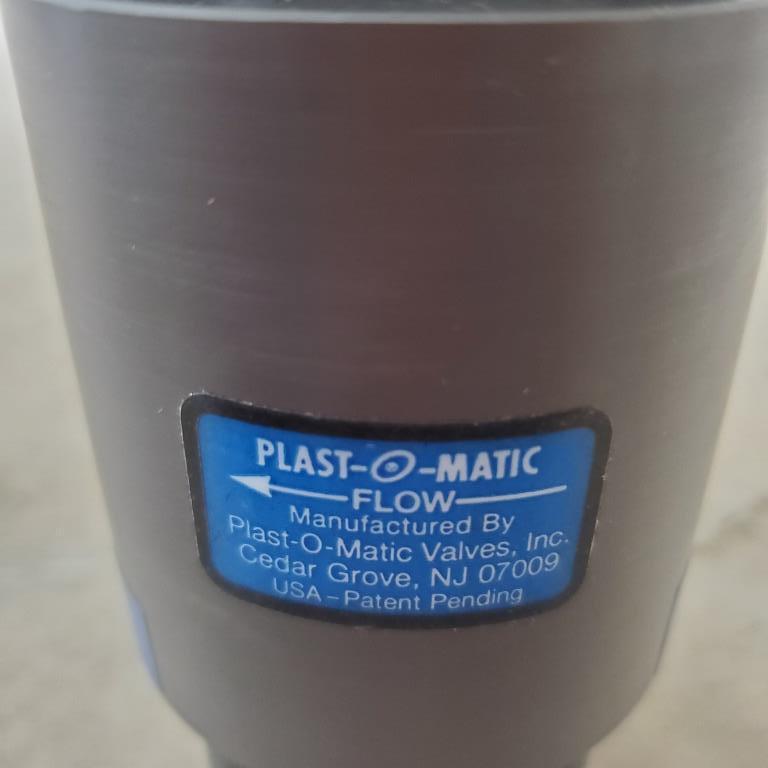 PLAST-O-MATIC
FLOW
Manufactured By
Plast-O-Matic Valves, Inc.
Cedar Grove, NJ 07009
USA-Patent Pending